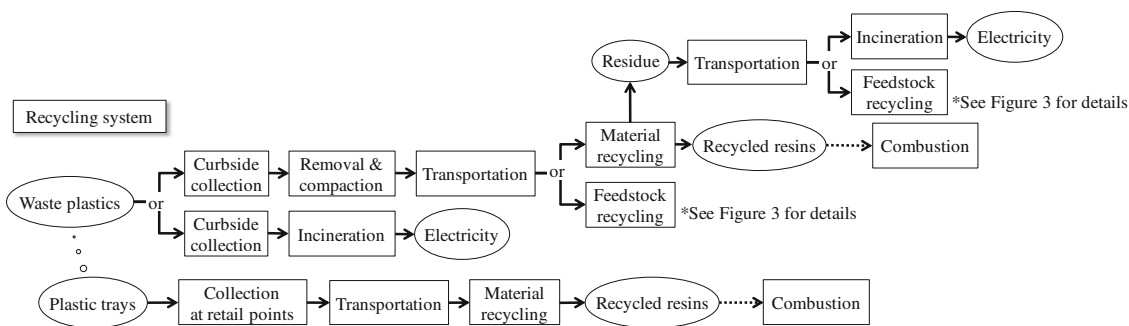 Incineration
Electricity
Residue
Transportation
or
Feedstock
recycling
*See Figure 3 for details
Recycling system
Material
recycling
Recycled resins
Combustion
Curbside
collection
Removal &
compaction
Transportation
or
Waste plastics
or
Feedstock
recycling
*See Figure 3 for details
Curbside
collection
Incineration
Electricity
Plastic trays
Collection
at retail points
Transportation
Material
recycling
Recycled resins
Combustion